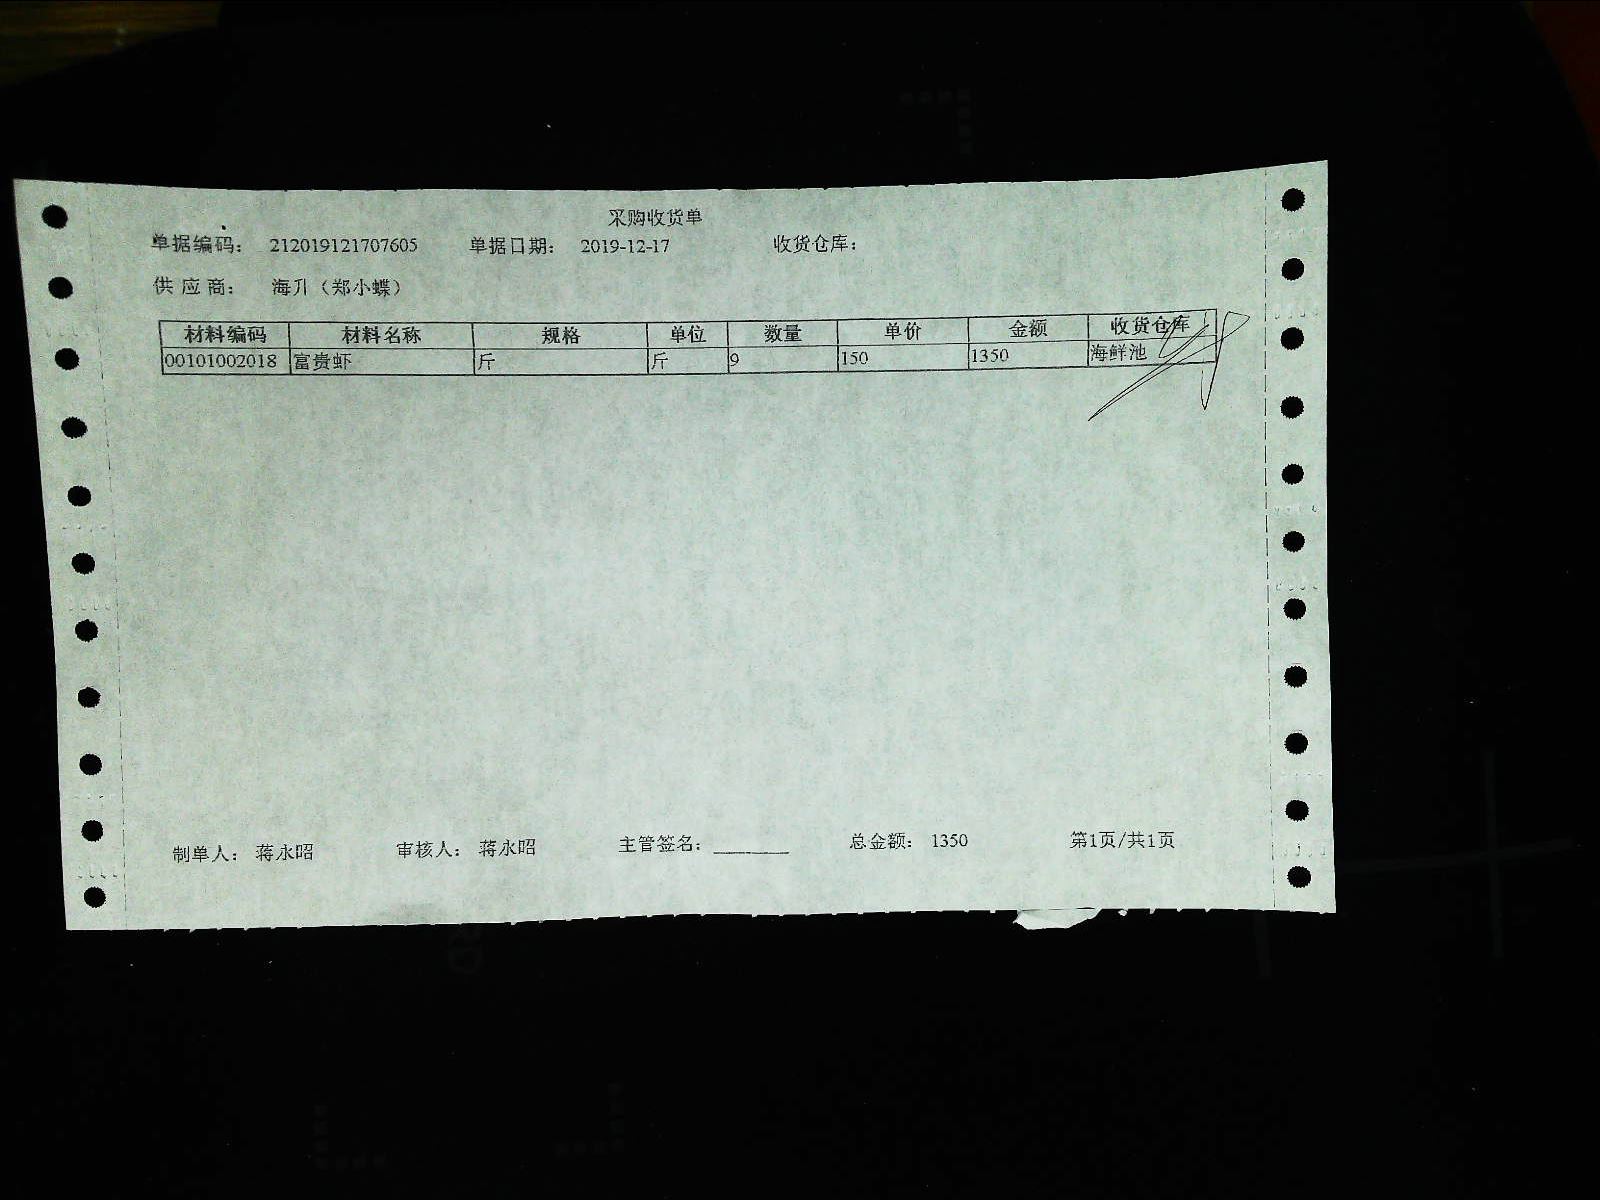 采购收货单
单据编码： 212019121707605 单据日期： 2019-12-17 收货仓库：
供应商： 海升（郑小蝶）
材料编码 材料名称 规格 单位 数量 单价 金额 收货仓库
00101002018 富贵虾 斤 斤 9 150 1350 海鲜池
制单人： 蒋永昭 审核人： 蒋永昭 主管签名：________ 总金额： 1350 第1页/共1页